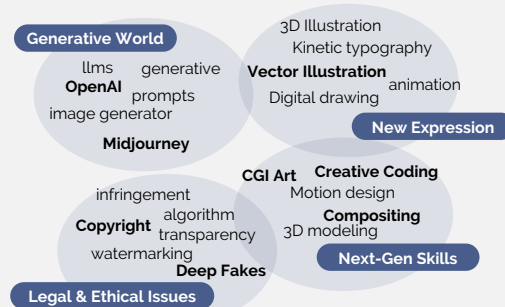 Generative World
llms
generative
OpenAI
prompts
image generator
Midjourney
3D Illustration
Kinetic typography
Vector Illustration
animation
Digital drawing
New Expression
infringement
algorithm
Copyright
transparency
watermarking
Deep Fakes
Legal & Ethical Issues
CGI Art
Creative Coding
Motion design
Compositing
3D modeling
Next-Gen Skills